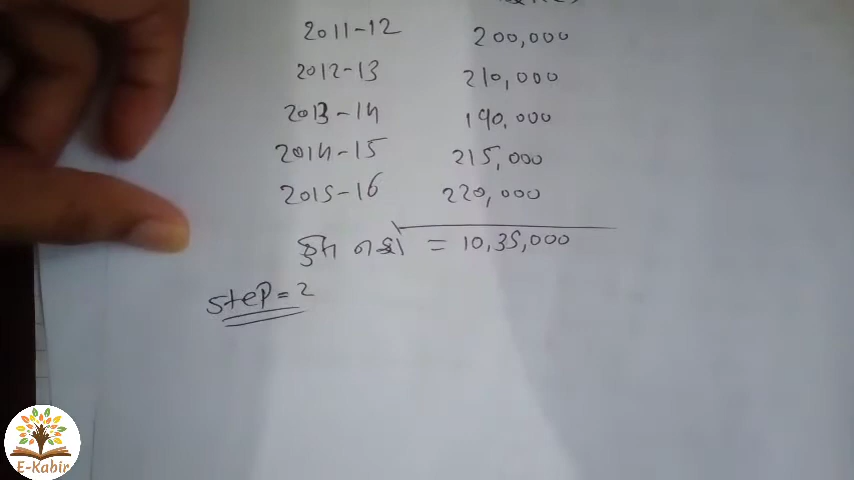 2011-12 200,000
2012-13 210,000
2013-14 190,000
2014-15 215,000
2015-16 220,000
કુલ નફો = 10,35,000
Step = 2
E-Kabir